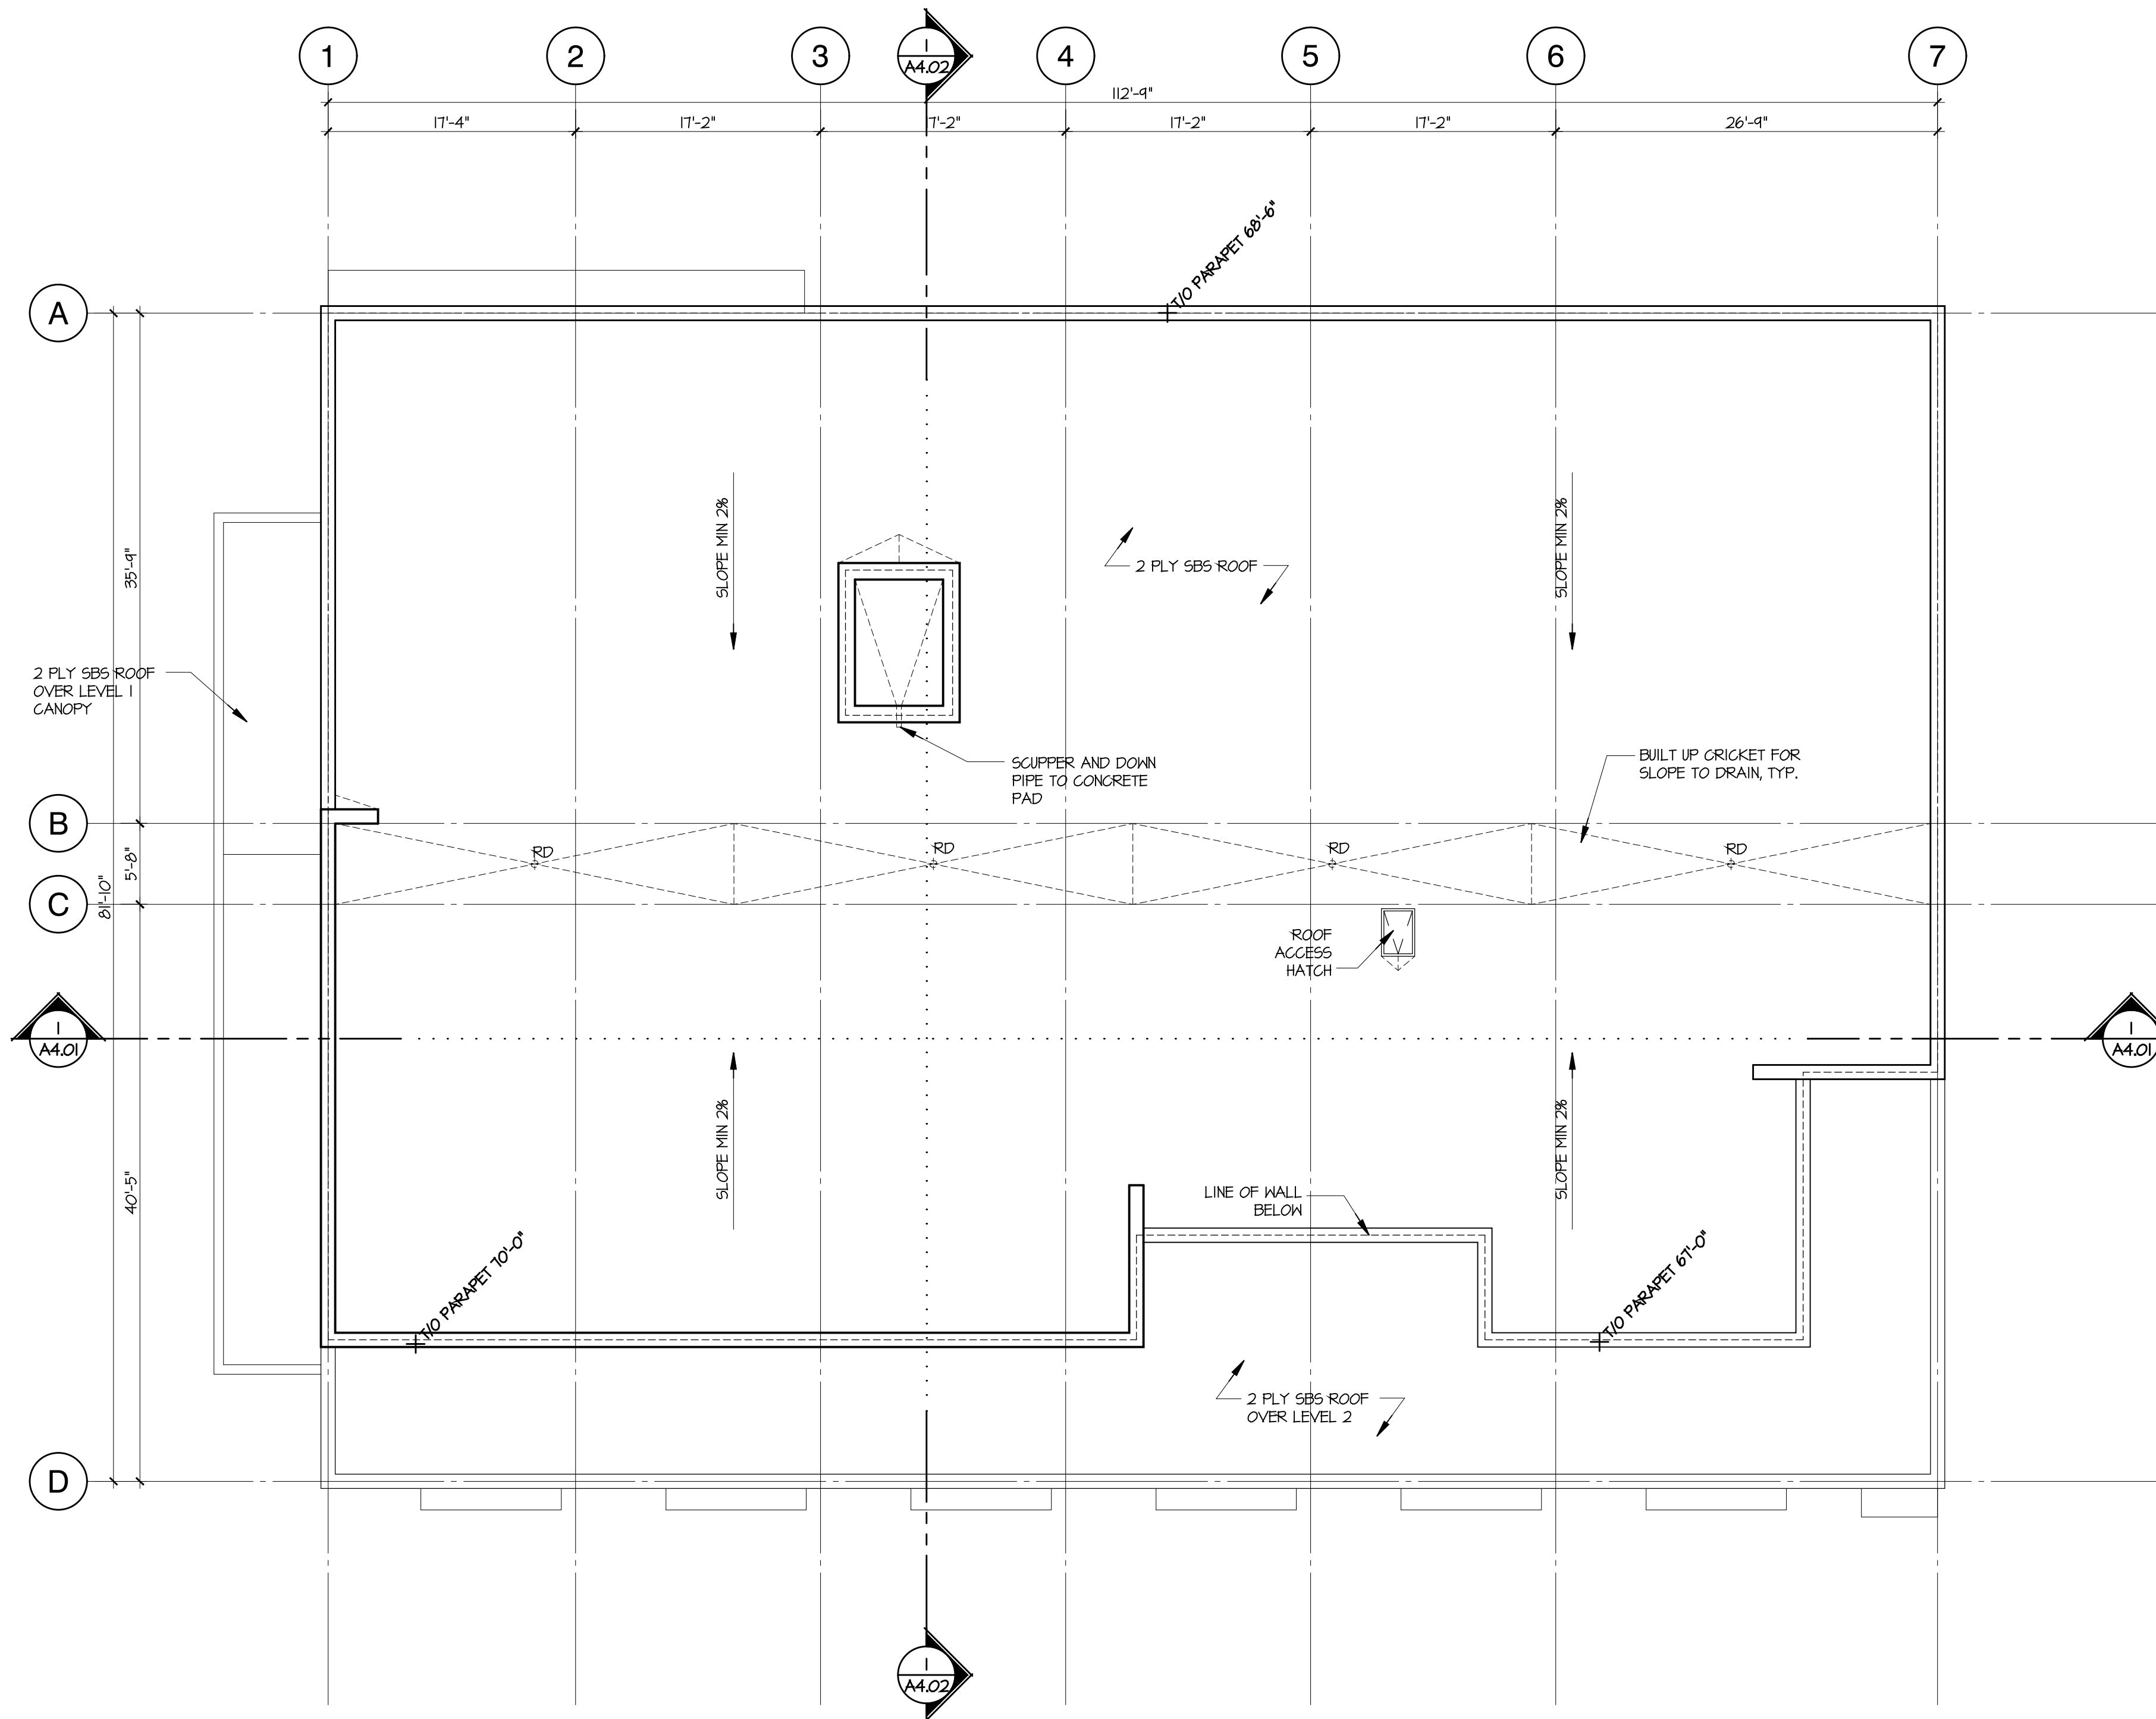 1
2
3
1
A4.02
4
5
6
7
112'-9"
17'-4"
17'-2"
7'-2"
17'-2"
17'-2"
26'-9"
T/O PARAPET 68'-6"
A
35'-9"
SLOPE MIN 2%
SLOPE MIN 2%
2 PLY SBS ROOF
2 PLY SBS ROOF
OVER LEVEL 1
CANOPY
SCUPPER AND DOWN
PIPE TO CONCRETE
PAD
BUILT UP CRICKET FOR
SLOPE TO DRAIN, TYP.
B
5'-8"
RD
RD
RD
RD
C
81'-10"
ROOF
ACCESS
HATCH
1
A4.01
1
A4.01
40'-5"
SLOPE MIN 2%
SLOPE MIN 2%
LINE OF WALL
BELOW
T/O PARAPET 70'-0"
T/O PARAPET 67'-0"
2 PLY SBS ROOF
OVER LEVEL 2
D
1
A4.02